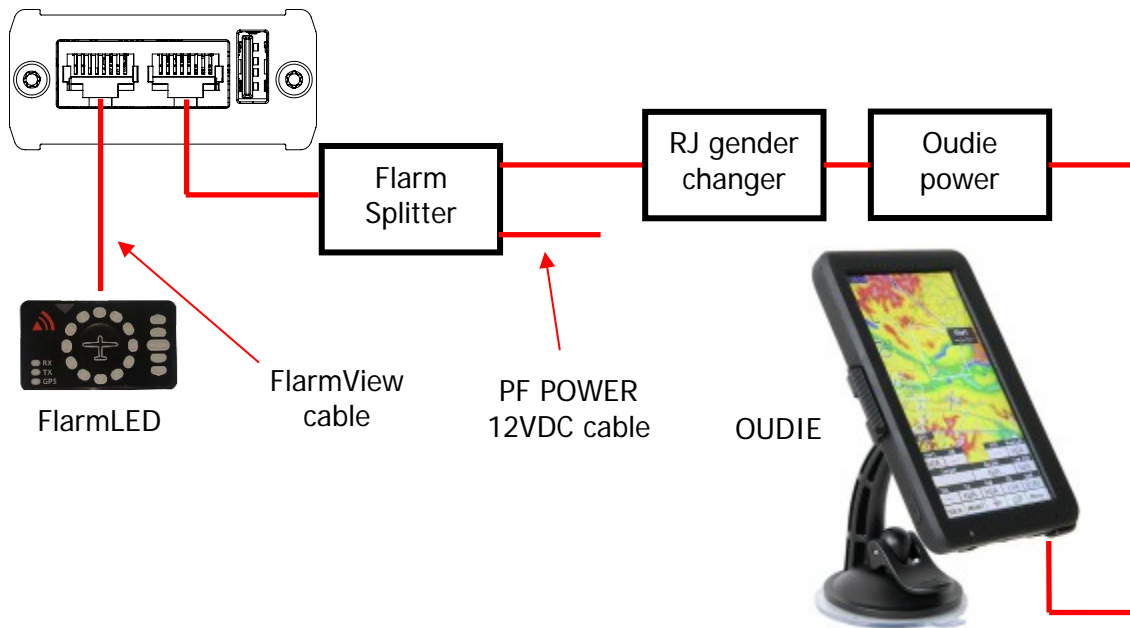 Flarm
Splitter
RJ gender
changer
Oudie
power
RX
TX
GPS
FlarmLED
FlarmView
cable
PF POWER
12VDC cable
OUDIE